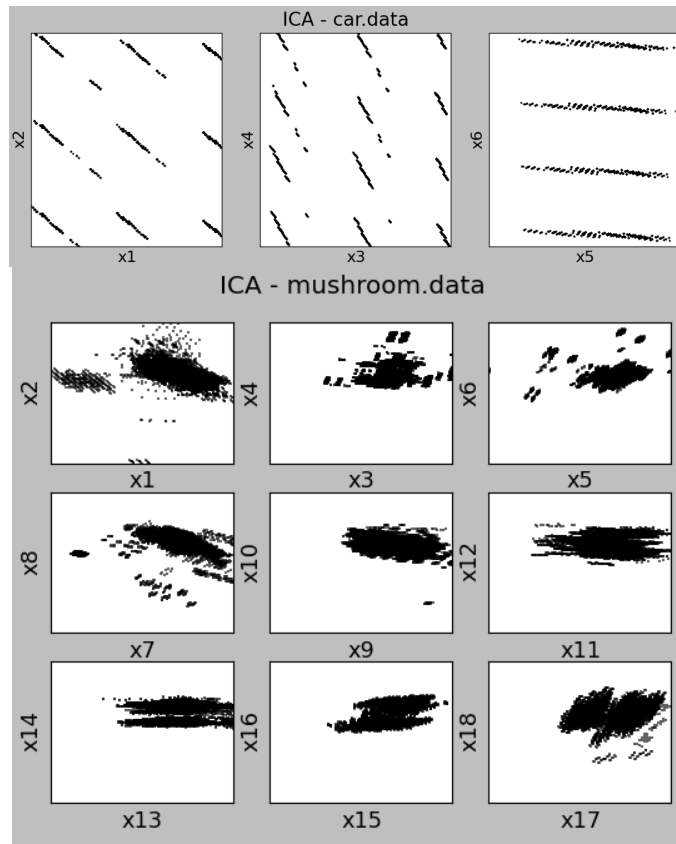 ICA - car.data
x2
x4
x6
x1
x3
x5
ICA - mushroom.data
x2
x4
x6
x1
x3
x5
x8
x10
x12
x7
x9
x11
x14
x16
x18
x13
x15
x17